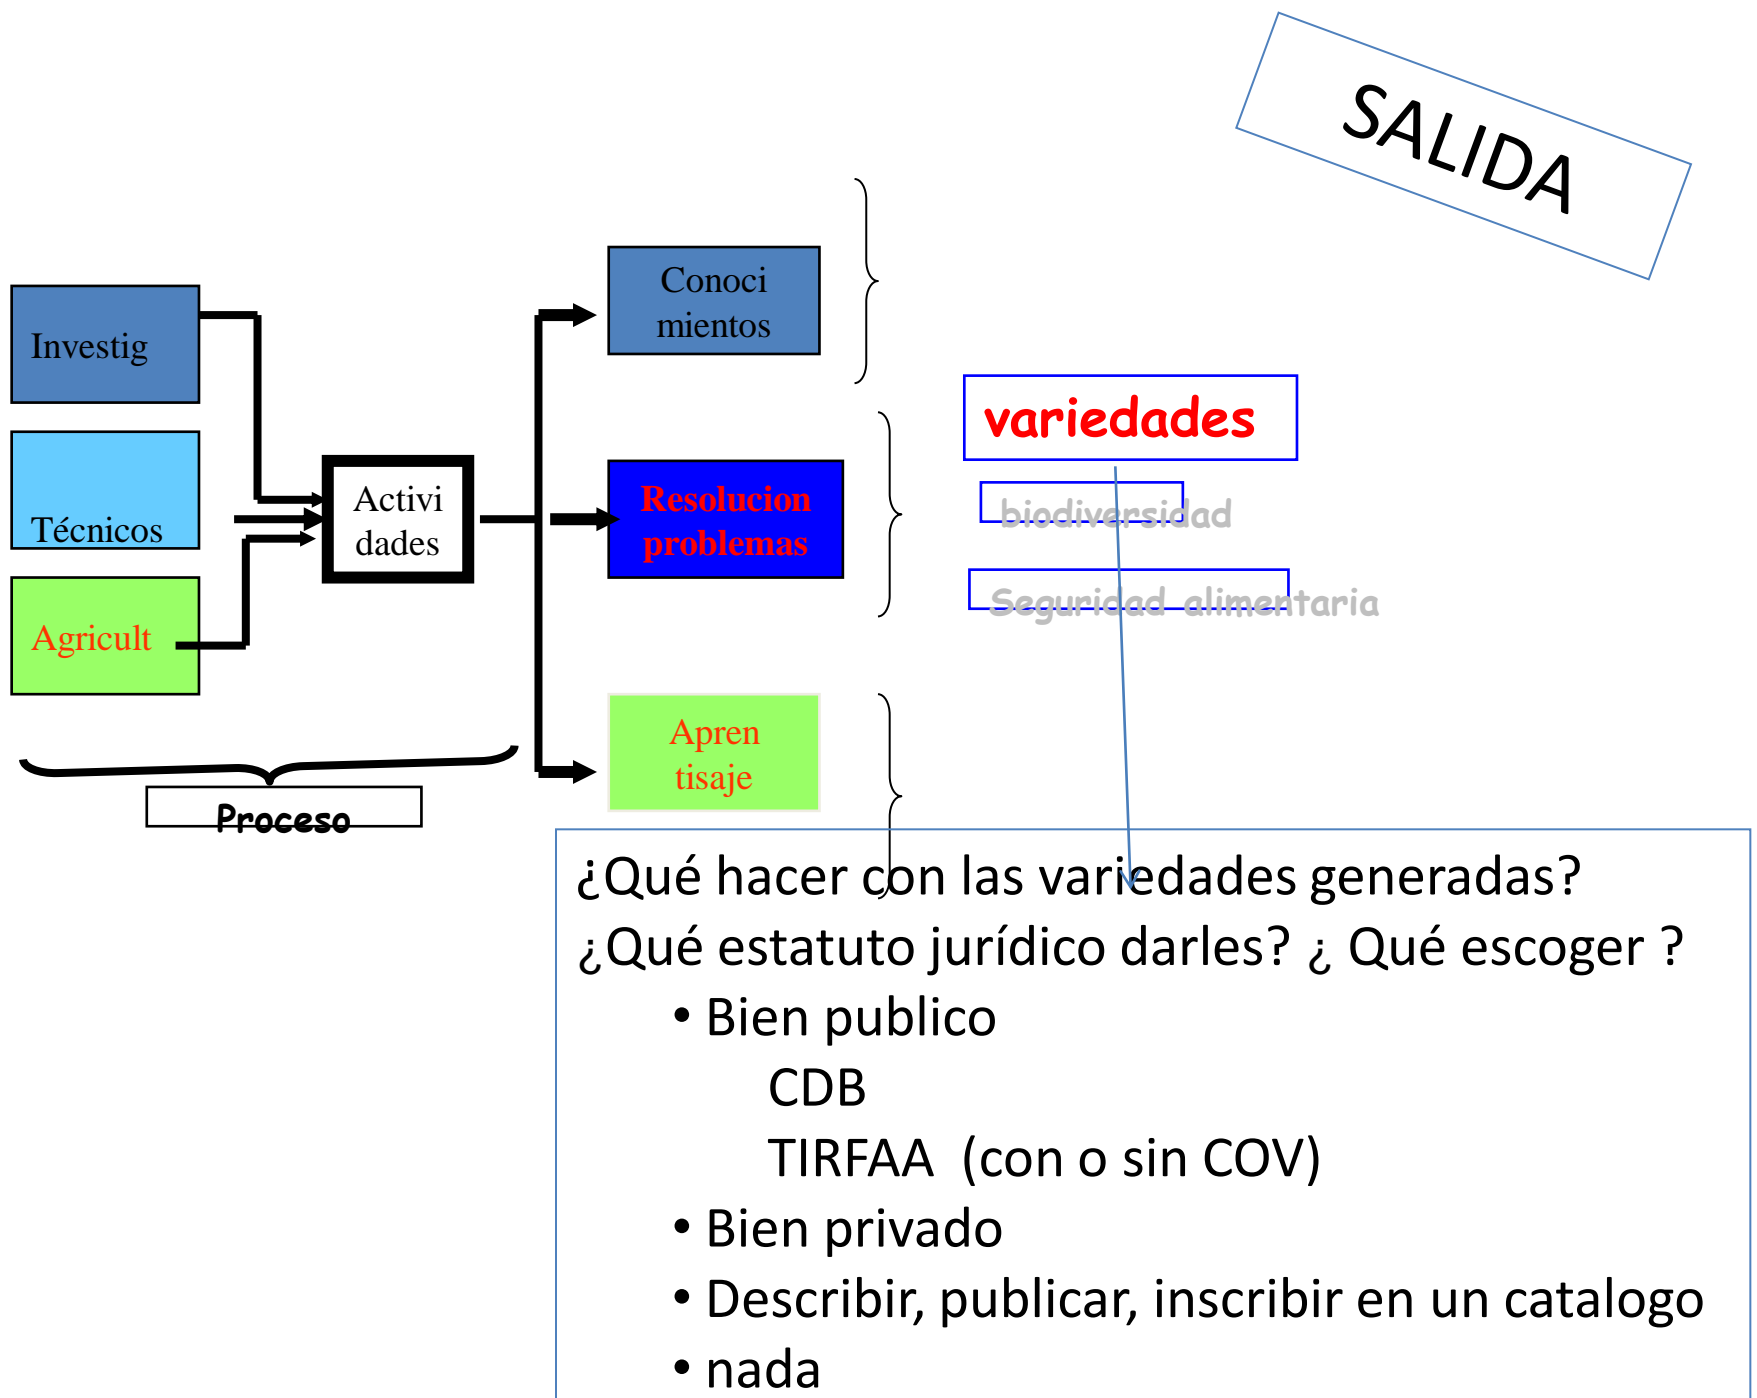 SALIDA
Investig
Técnicos
Agricult
Activi
dades
Proceso
Conoci
mientos
Resolucion
problemas
Apren
tisaje
variedades
biodiversidad
Seguridad alimentaria
¿Qué hacer con las variedades generadas?
¿Qué estatuto jurídico darles? ¿ Qué escoger ?
• Bien publico
CDB
TIRFAA (con o sin COV)
• Bien privado
• Describir, publicar, inscribir en un catalogo
• nada